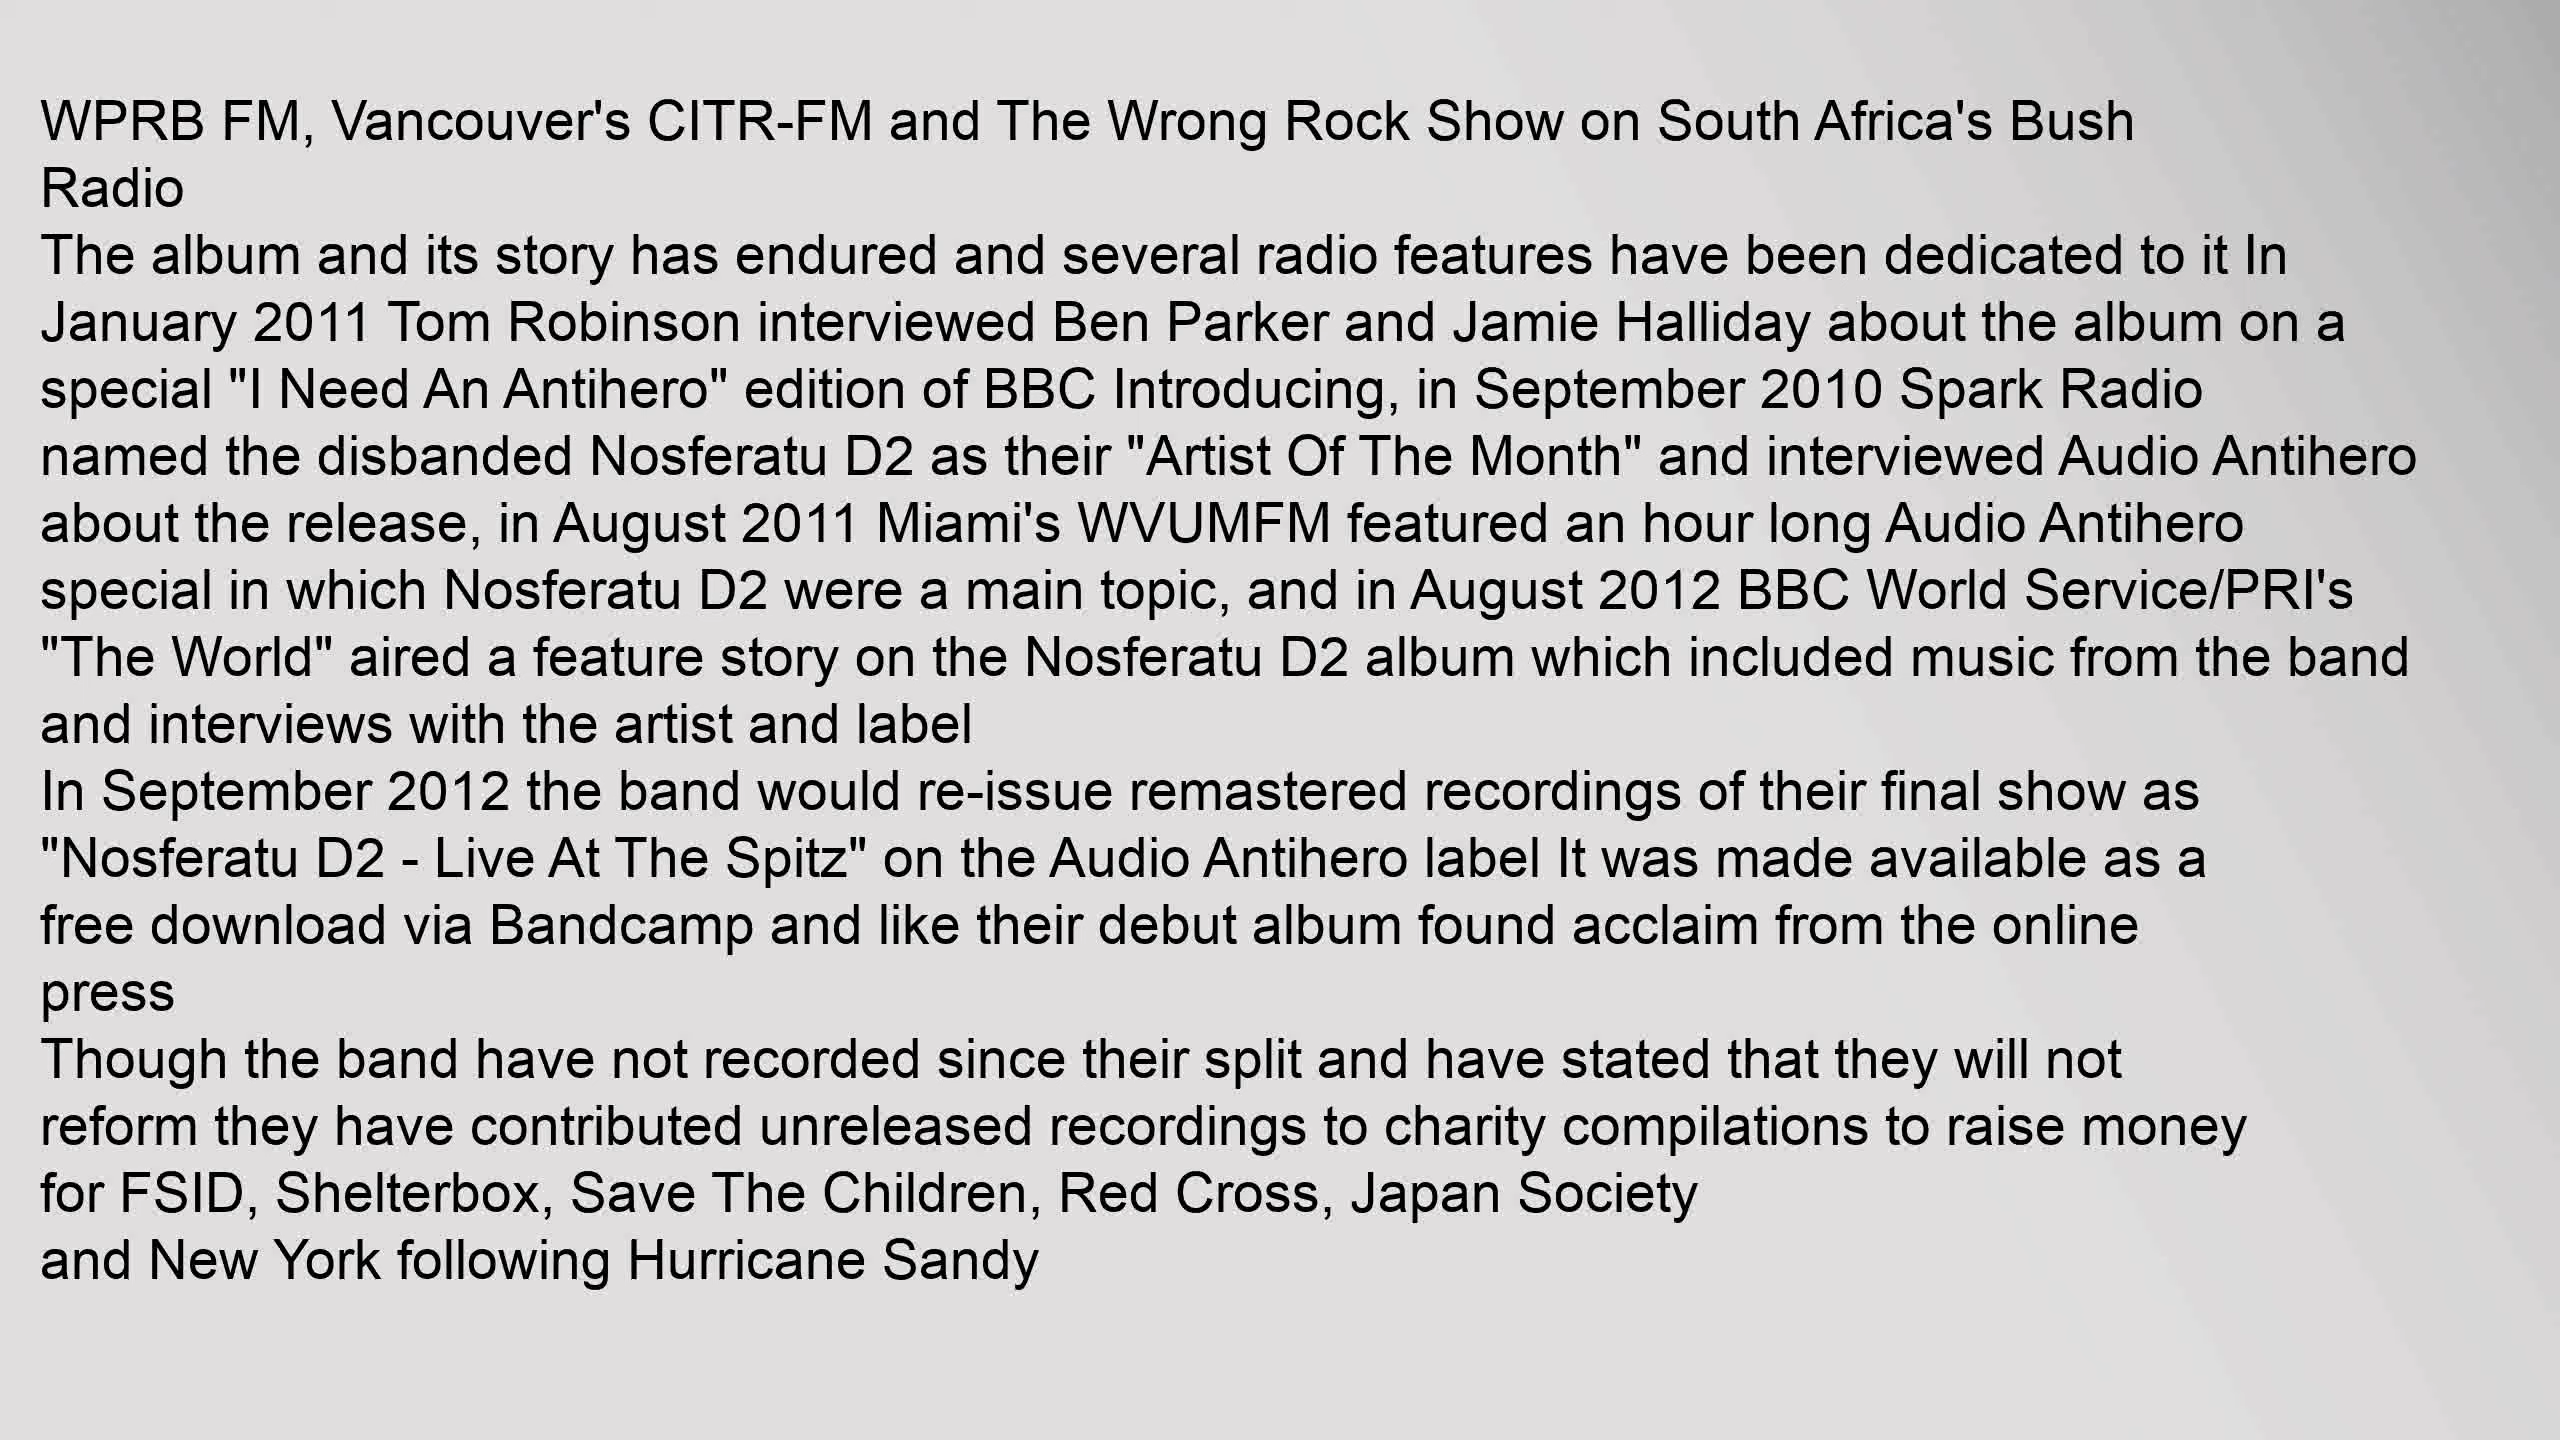 WPRB FM, Vancouver's CITR-FM and The Wrong Rock Show on South Africa's Bush
Radio
The album and its story has endured and several radio features have been dedicated to it In
January 2011 Tom Robinson interviewed Ben Parker and Jamie Halliday about the album on a
special "I Need An Antihero" edition of BBC Introducing, in September 2010 Spark Radio
named the disbanded Nosferatu D2 as their "Artist Of The Month" and interviewed Audio Antihero
about the release, in August 2011 Miami's WVUMFM featured an hour long Audio Antihero
special in which Nosferatu D2 were a main topic, and in August 2012 BBC World Service/PRI's
"The World" aired a feature story on the Nosferatu D2 album which included music from the band
and interviews with the artist and label
In September 2012 the band would re-issue remastered recordings of their final show as
"Nosferatu D2 - Live At The Spitz" on the Audio Antihero label It was made available as a
free download via Bandcamp and like their debut album found acclaim from the online
press
Though the band have not recorded since their split and have stated that they will not
reform they have contributed unreleased recordings to charity compilations to raise money
for FSID, Shelterbox, Save The Children, Red Cross, Japan Society
and New York following Hurricane Sandy